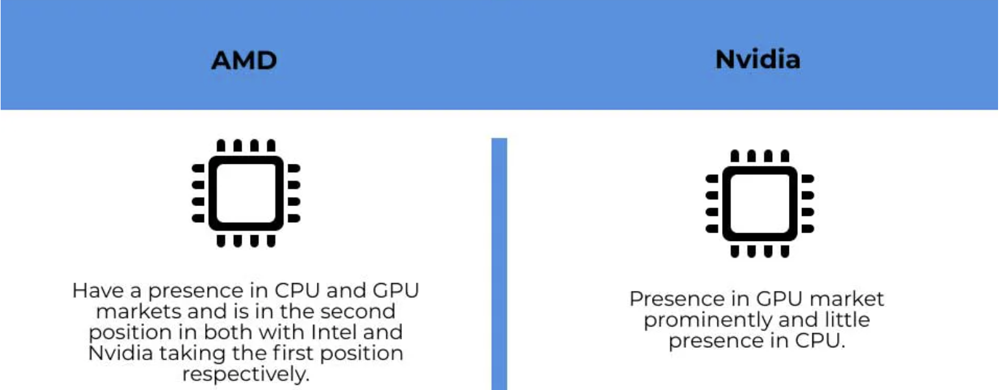 AMD
Nvidia
Have a presence in CPU and GPU
markets and is in the second
position in both with Intel and
Nvidia taking the first position
respectively.
Presence in GPU market
prominently and little
presence in CPU.